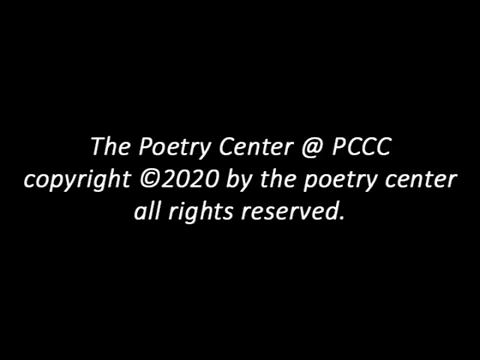 The Poetry Center @ PCCC
copyright ©2020 by the poetry center
all rights reserved.